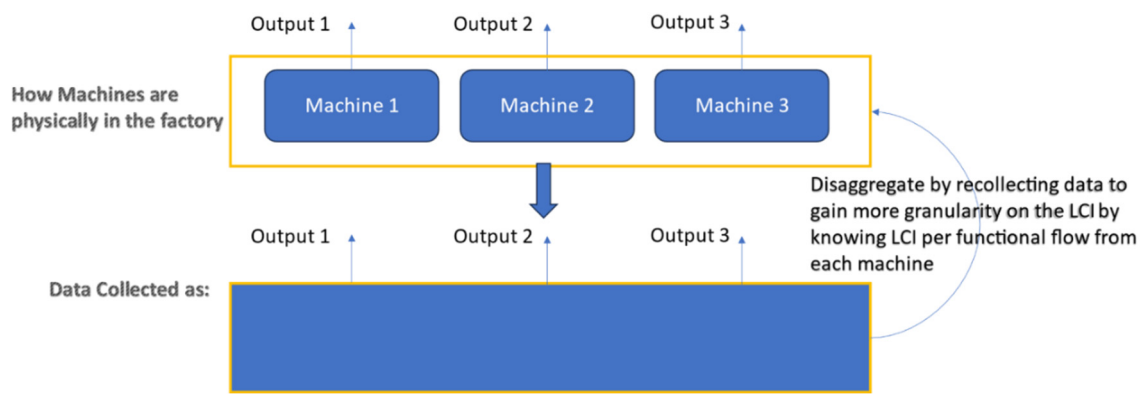 Output 1
Output 2
Output 3
How Machines are
physically in the factory
Machine 1
Machine 2
Machine 3
Disaggregate by recollecting data to
gain more granularity on the LCI by
knowing LCI per functional flow from
each machine
Output 1
Output 2
Output 3
Data Collected as: